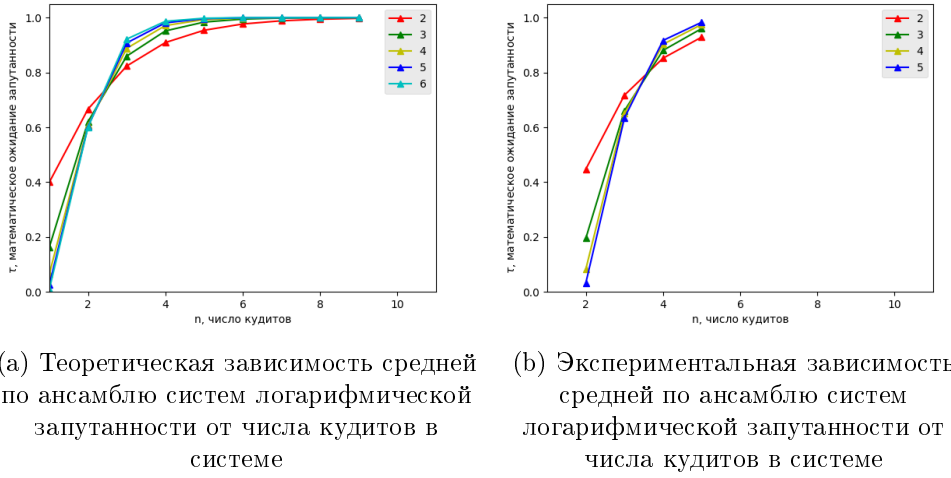 1.0
0.8
0.6
0.4
0.2
0.0
τ, математическое ожидание запутанности
2
4
6
8
10
n, число кудитов
2
3
4
5
6
1.0
0.8
0.6
0.4
0.2
0.0
τ, математическое ожидание запутанности
2
4
6
8
10
n, число кудитов
2
3
4
5
(a) Теоретическая зависимость средней
по ансамблю систем логарифмической
запутанности от числа кудитов в
системе
(b) Экспериментальная зависимость
средней по ансамблю систем
логарифмической запутанности от
числа кудитов в системе